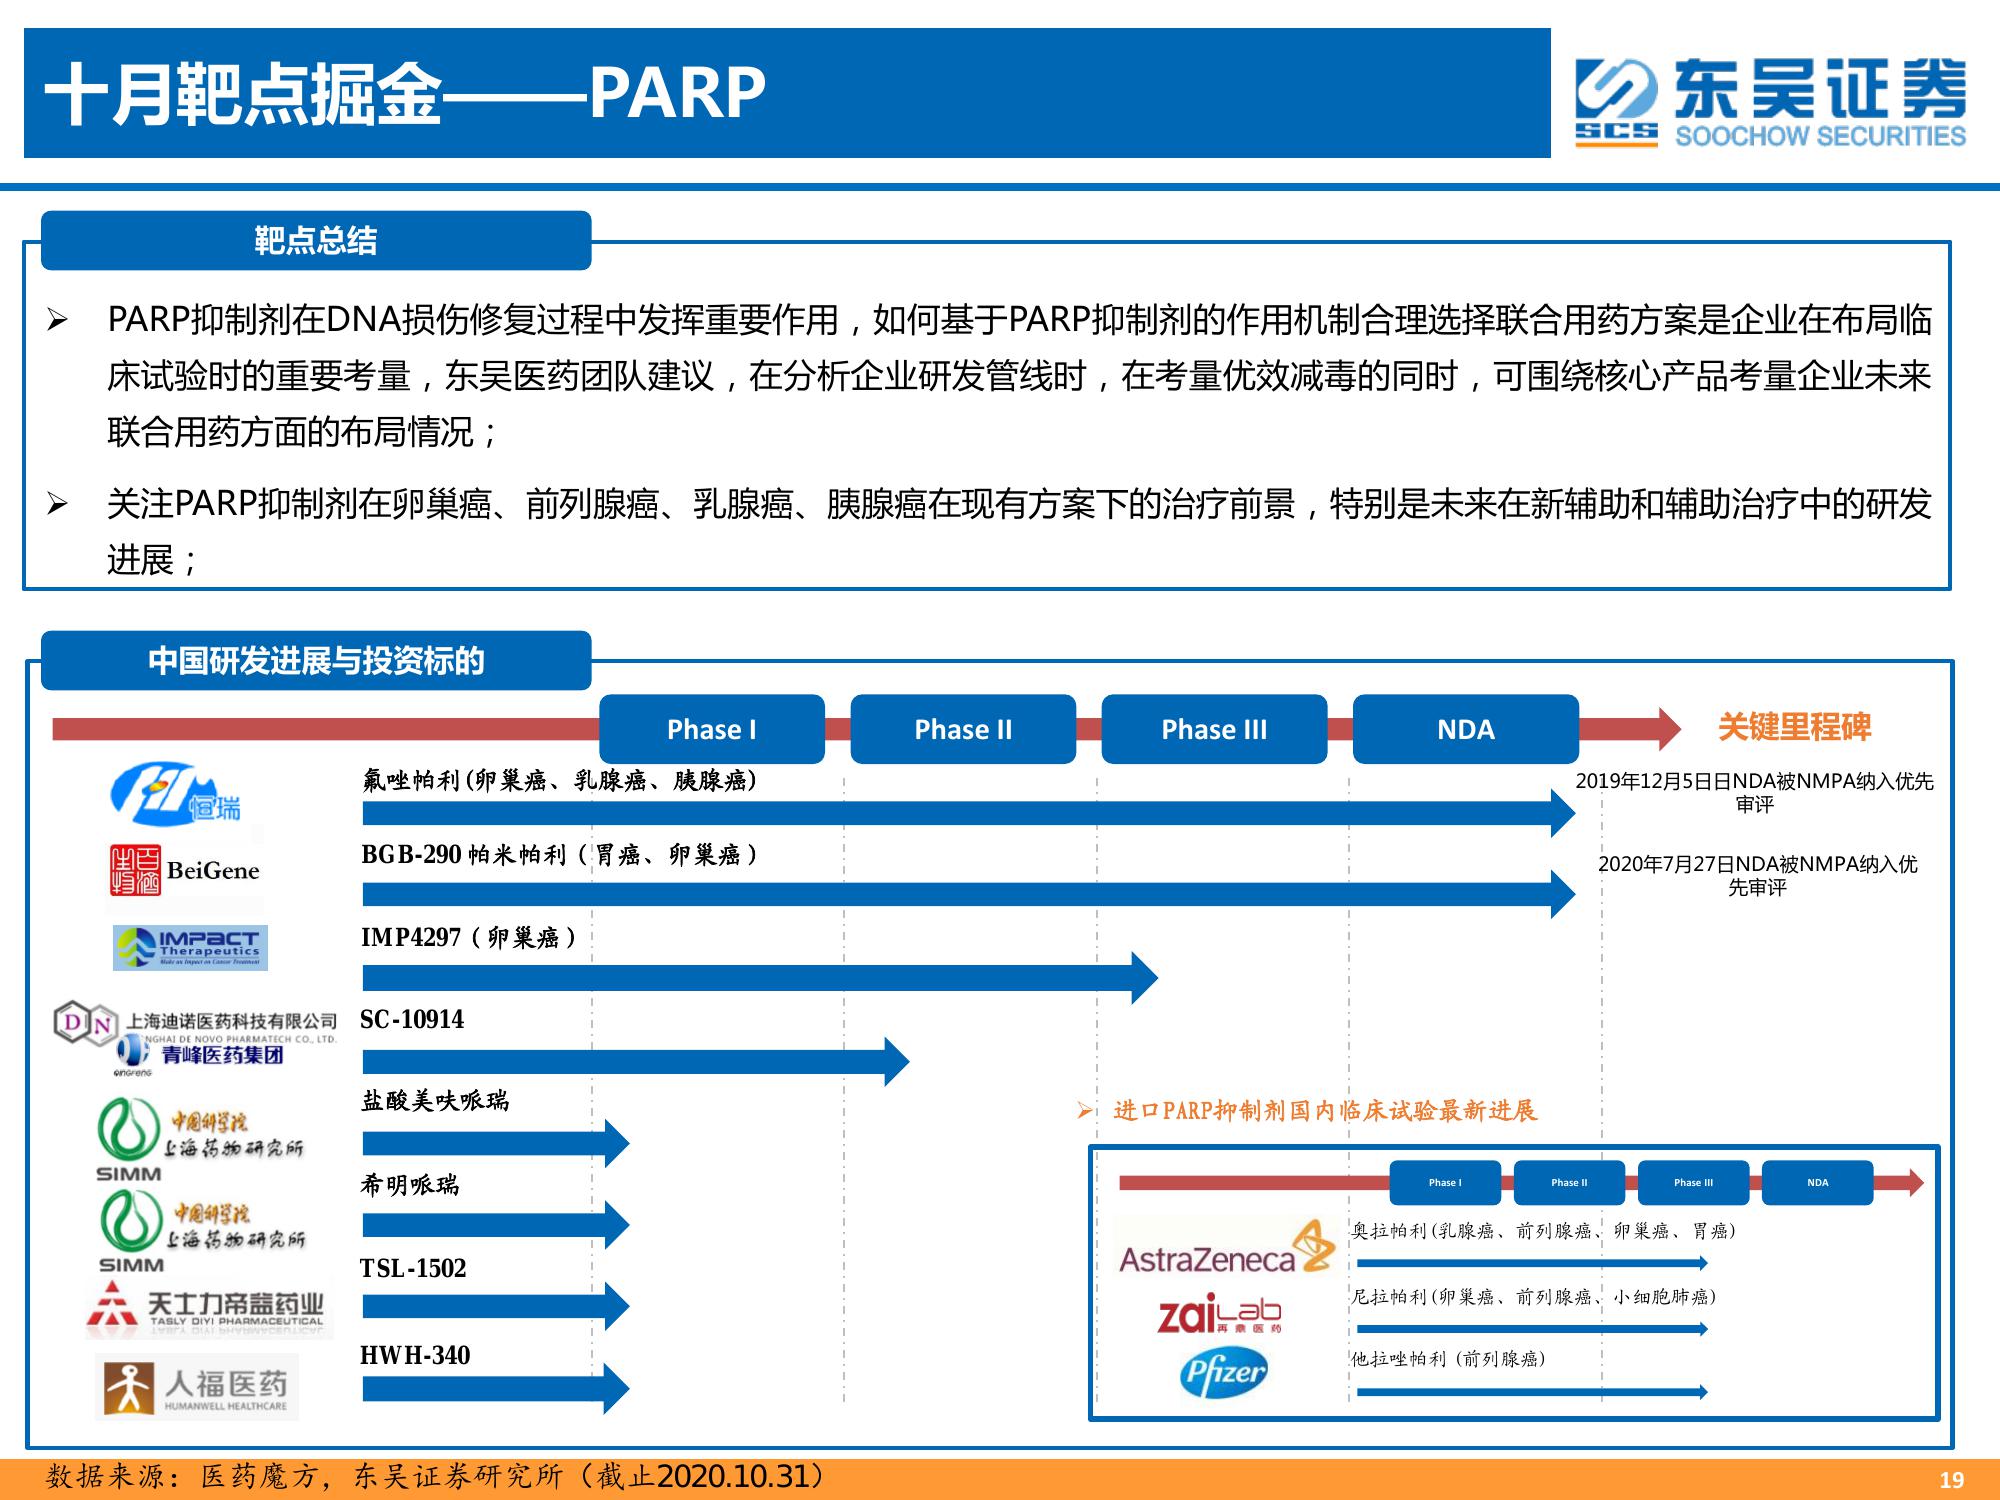 十月靶点掘金——PARP
SCS
东吴证券
SOOCHOW SECURITIES
靶点总结
PARP抑制剂在DNA损伤修复过程中发挥重要作用，如何基于PARP抑制剂的作用机制合理选择联合用药方案是企业在布局临
床试验时的重要考量，东吴医药团队建议，在分析企业研发管线时，在考量优效减毒的同时，可围绕核心产品考量企业未来
联合用药方面的布局情况；
关注PARP抑制剂在卵巢癌、前列腺癌、乳腺癌、胰腺癌在现有方案下的治疗前景，特别是未来在新辅助和辅助治疗中的研发
进展；
中国研发进展与投资标的
Phase I
Phase II
Phase III
NDA
关键里程碑
恒瑞
氟唑帕利(卵巢癌、乳腺癌、胰腺癌)
2019年12月5日日NDA被NMPA纳入优先
审评
百济
生物
BeiGene
BGB-290 帕米帕利（胃癌、卵巢癌）
2020年7月27日NDA被NMPA纳入优
先审评
IMPACT
Therapeutics
Make an Impact on Cancer Treatment
IMP4297（卵巢癌）
DN 上海迪诺医药科技有限公司
NGHAI DE NOVO PHARMATECH CO., LTD.
青峰医药集团
QINGFENG
SC-10914
中国科学院
上海药物研究所
SIMM
盐酸美呋哌瑞
中国科学院
上海药物研究所
SIMM
希明哌瑞
天士力帝益药业
TASLY DIYI PHARMACEUTICAL
TSL-1502
人福医药
HUMANWELL HEALTHCARE
HWH-340
进口PARP抑制剂国内临床试验最新进展
Phase I
Phase II
Phase III
NDA
AstraZeneca
奥拉帕利(乳腺癌、前列腺癌、卵巢癌、胃癌)
zaiLab
再鼎医药
尼拉帕利(卵巢癌、前列腺癌、小细胞肺癌)
Pfizer
他拉唑帕利 (前列腺癌)
数据来源：医药魔方，东吴证券研究所（截止2020.10.31）
19